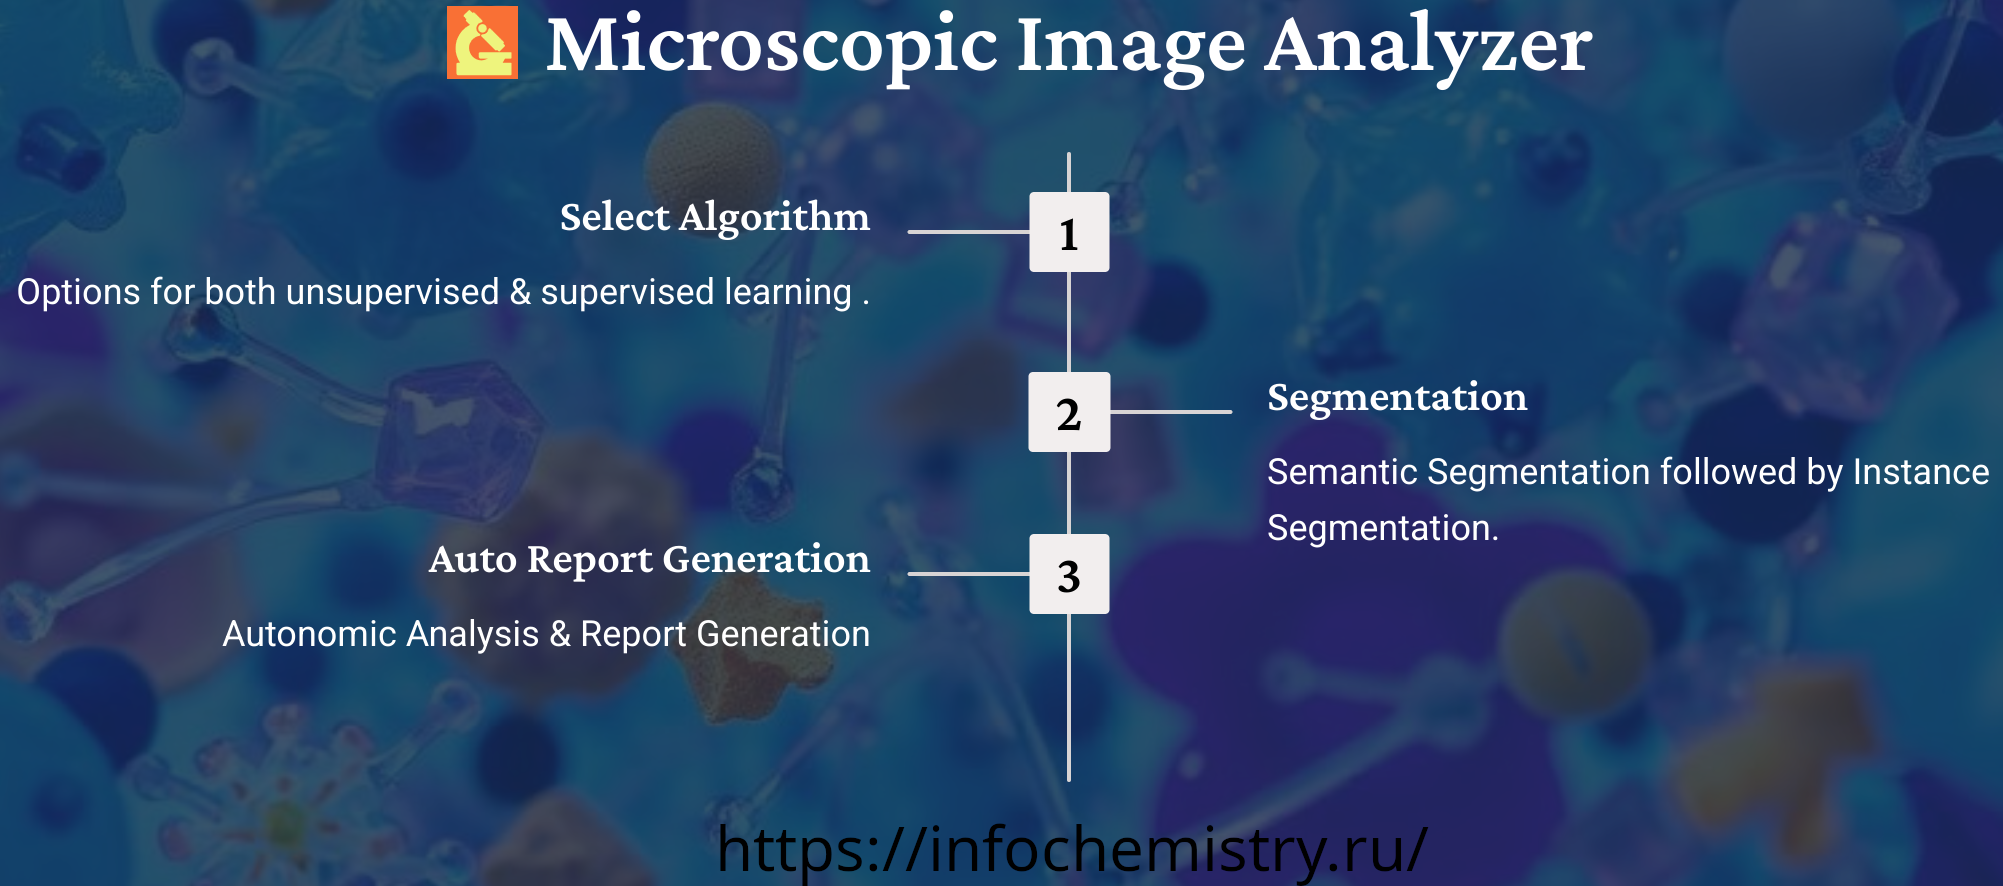 Microscopic Image Analyzer
1
Select Algorithm
Options for both unsupervised & supervised learning .
2
Segmentation
Semantic Segmentation followed by Instance
Segmentation.
3
Auto Report Generation
Autonomic Analysis & Report Generation
https://infochemistry.ru/